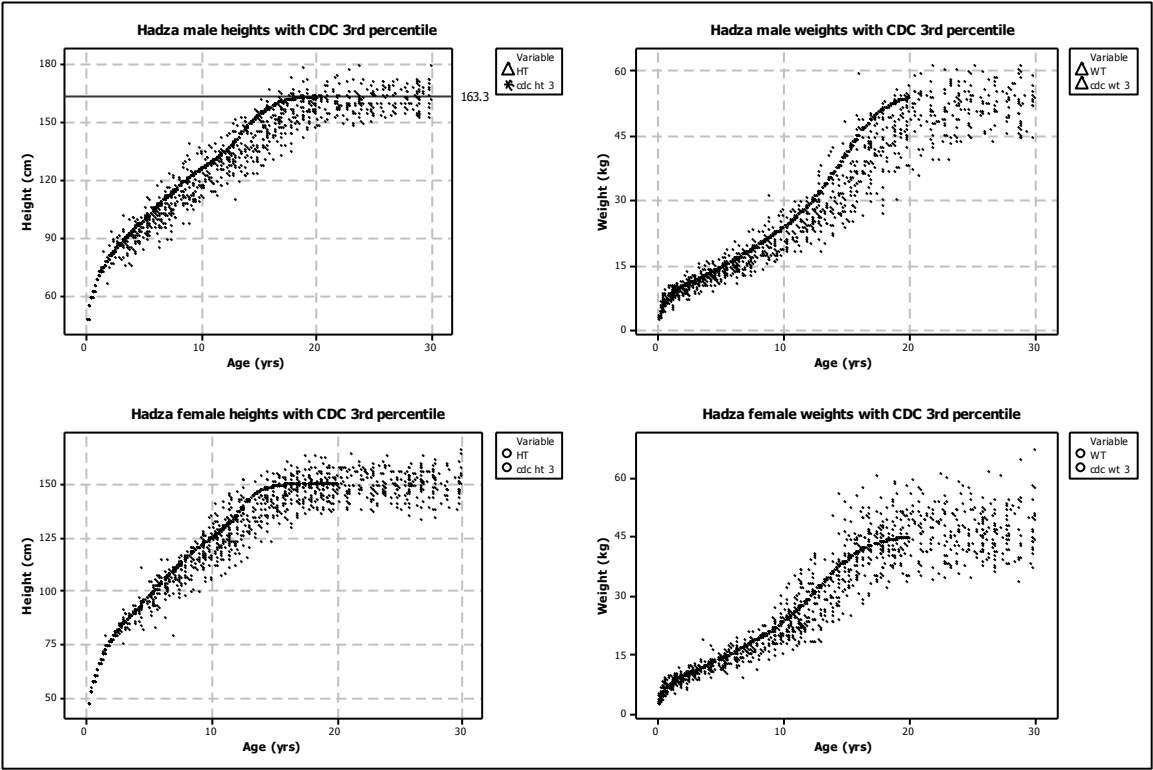 Hadza male heights with CDC 3rd percentile
180
150
120
90
60
Height (cm)
0 10 20 30
Age (yrs)
163.3
Variable
HT
cdc ht 3
Hadza male weights with CDC 3rd percentile
60
45
30
15
0
Weight (kg)
0 10 20 30
Age (yrs)
Variable
WT
cdc wt 3
Hadza female heights with CDC 3rd percentile
150
125
100
75
50
Height (cm)
0 10 20 30
Age (yrs)
Variable
HT
cdc ht 3
Hadza female weights with CDC 3rd percentile
60
45
30
15
0
Weight (kg)
0 10 20 30
Age (yrs)
Variable
WT
cdc wt 3